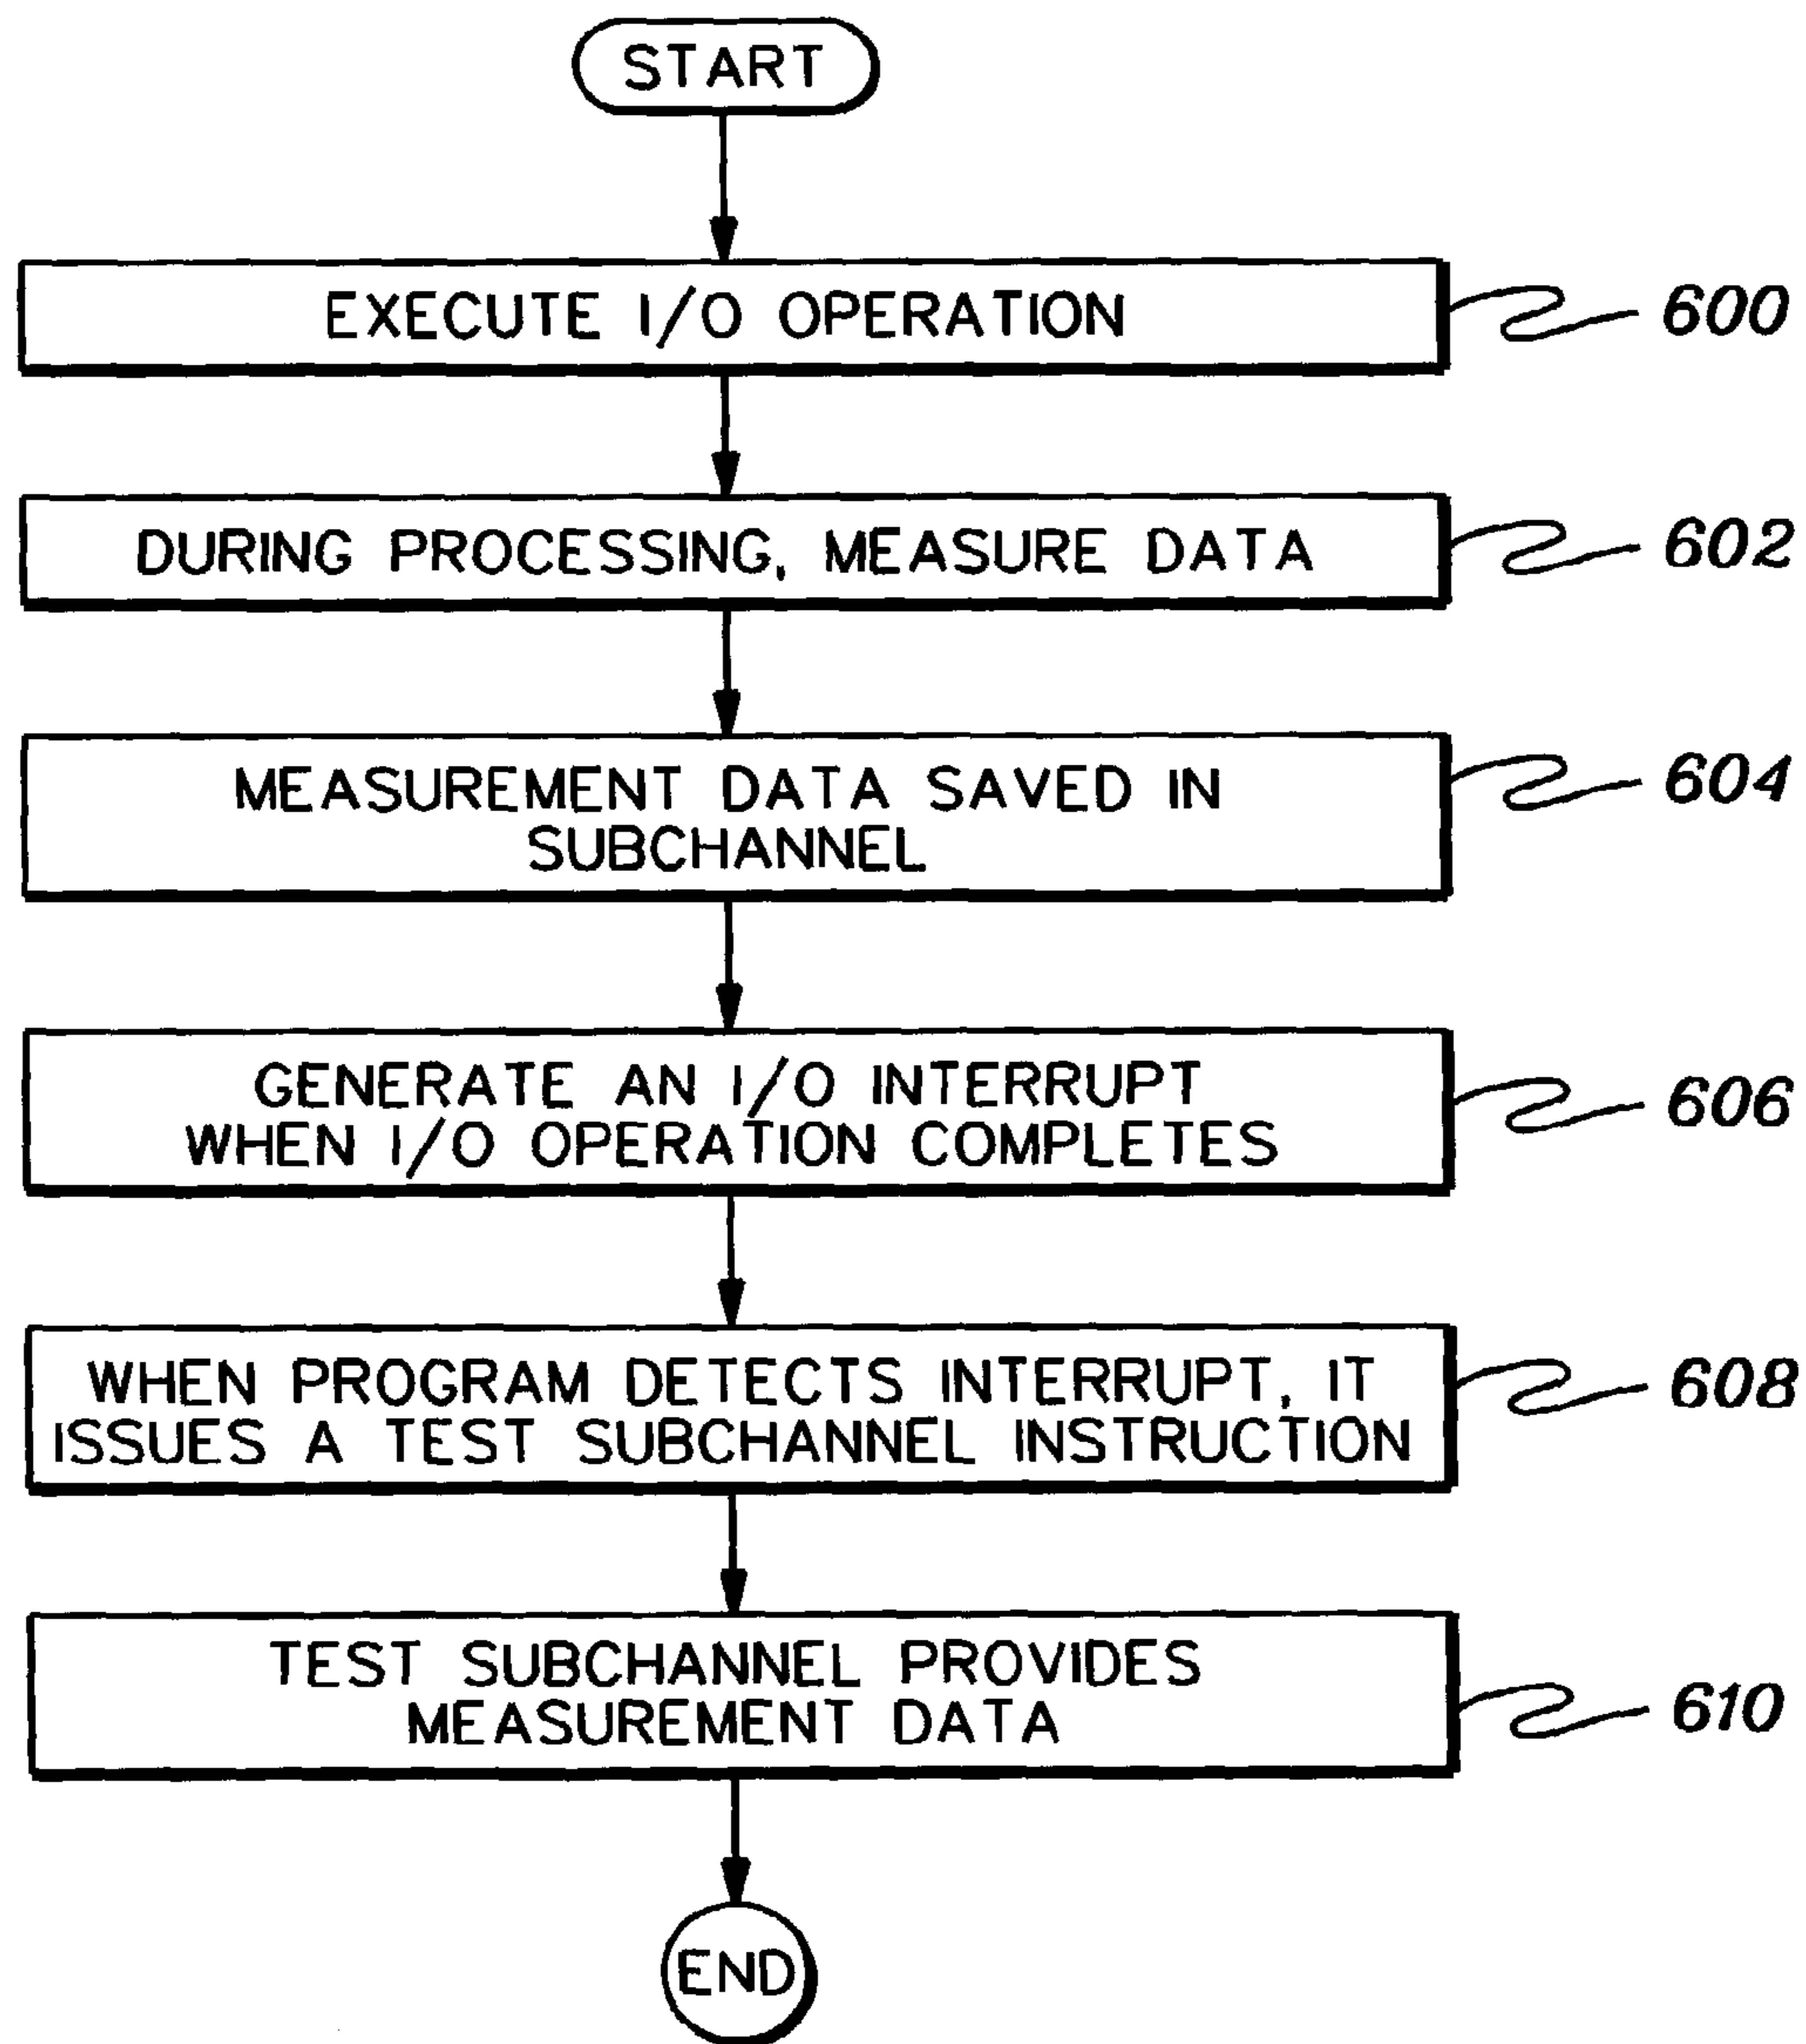 START
EXECUTE I/O OPERATION
600
DURING PROCESSING, MEASURE DATA
602
MEASUREMENT DATA SAVED IN
SUBCHANNEL
604
GENERATE AN I/O INTERRUPT
WHEN I/O OPERATION COMPLETES
606
WHEN PROGRAM DETECTS INTERRUPT, IT
ISSUES A TEST SUBCHANNEL INSTRUCTION
608
TEST SUBCHANNEL PROVIDES
MEASUREMENT DATA
610
END